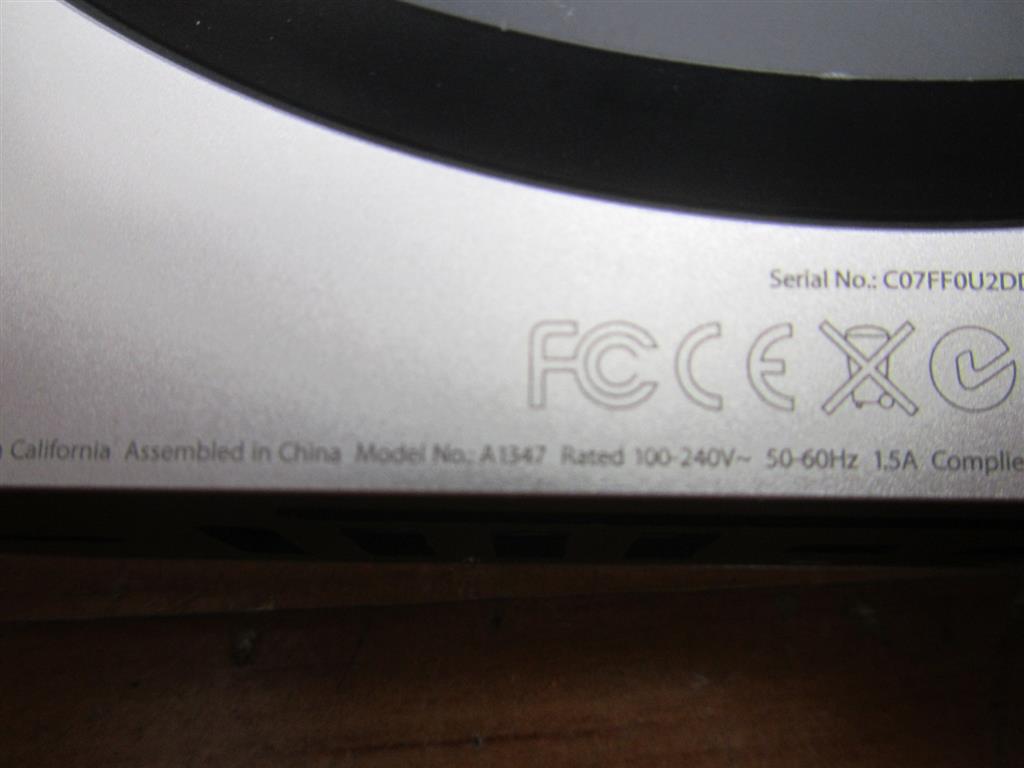 Serial No.: C07FF0U2DD
FC CE
California Assembled in China Model No.: A1347 Rated 100-240V~ 50-60Hz 1.5A Complie